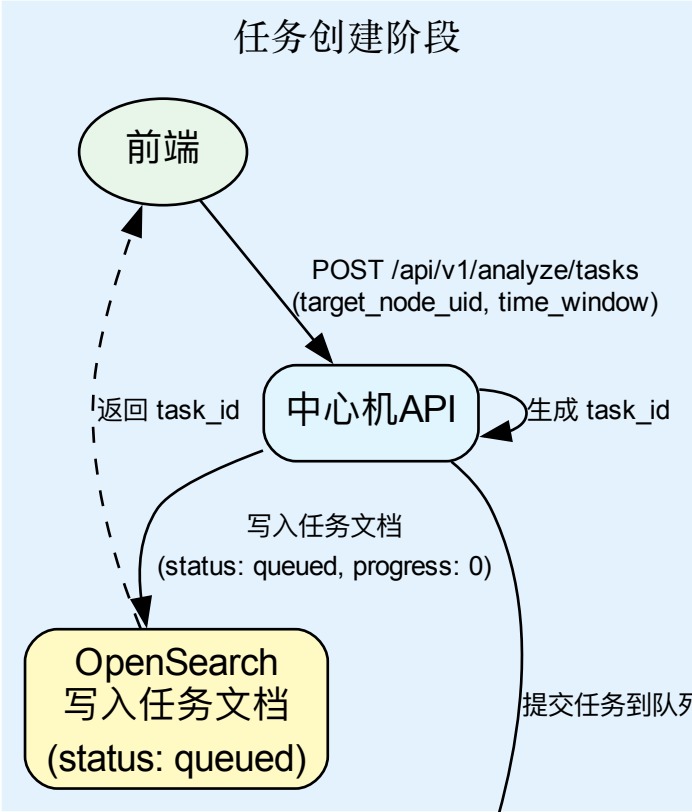 任务创建阶段
前端
POST /api/v1/analyze/tasks
(target_node_uid, time_window)
中心机API
生成 task_id
返回 task_id
写入任务文档
(status: queued, progress: 0)
OpenSearch
写入任务文档
(status: queued)
提交任务到队列